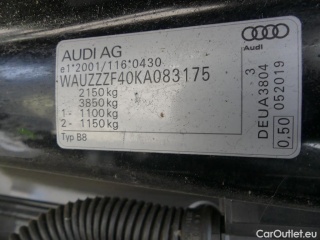 AUDI AG
Audi
e1*2001/116*0430
WAUZZZF40KA083175
2150 kg
3850 kg
1- 1100 kg
2- 1150 kg
Typ B8
DEUA3804 3
0,50 052019
CarOutlet.eu